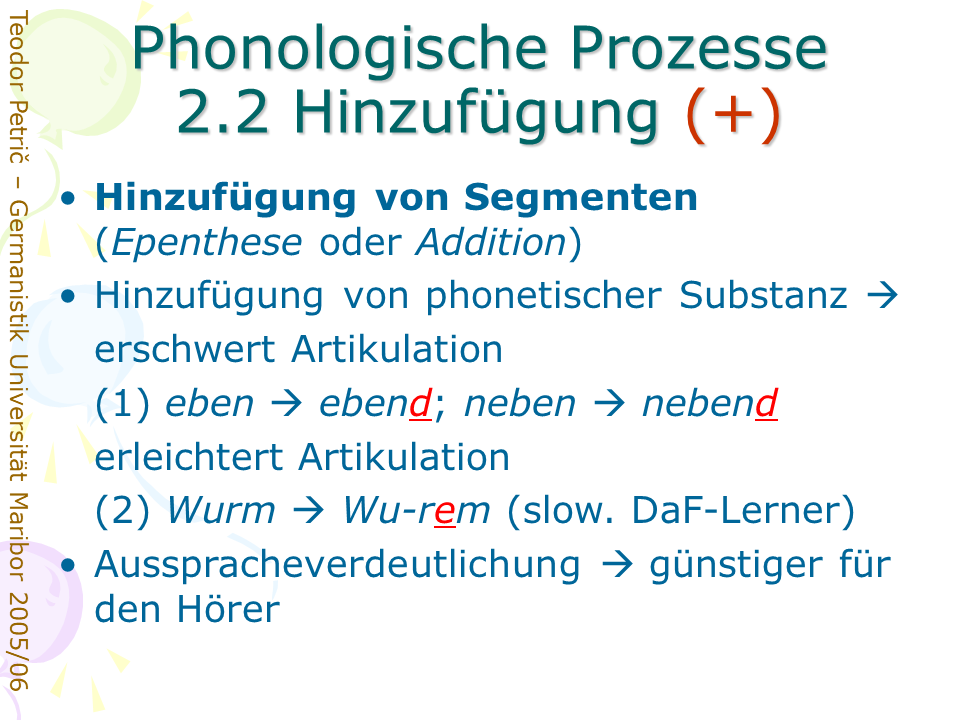 Phonologische Prozesse
2.2 Hinzufügung (+)
• Hinzufügung von Segmenten
(Epenthese oder Addition)
• Hinzufügung von phonetischer Substanz →
erschwert Artikulation
(1) eben → ebend; neben → nebend
erleichtert Artikulation
(2) Wurm → Wu-rem (slow. DaF-Lerner)
• Ausspracheverdeutlichung → günstiger für
den Hörer
Teodor Petrič – Germanistik Universität Maribor 2005/06